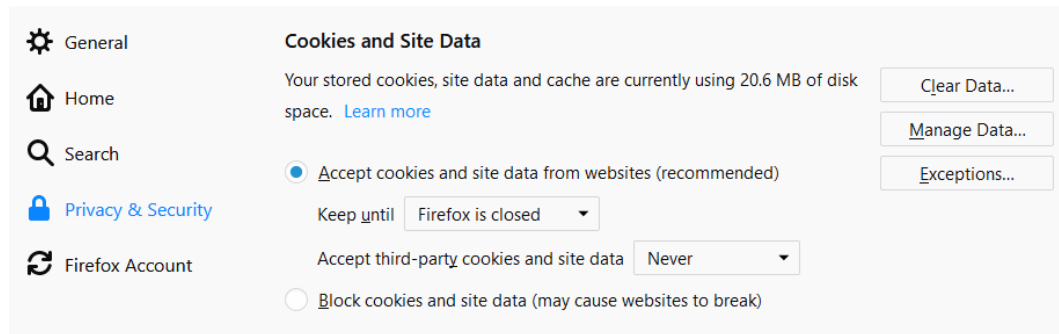 General
Home
Search
Privacy & Security
Firefox Account
Cookies and Site Data
Your stored cookies, site data and cache are currently using 20.6 MB of disk
space. Learn more
Clear Data...
Manage Data...
Exceptions...
Accept cookies and site data from websites (recommended)
Keep until Firefox is closed
Accept third-party cookies and site data Never
Block cookies and site data (may cause websites to break)